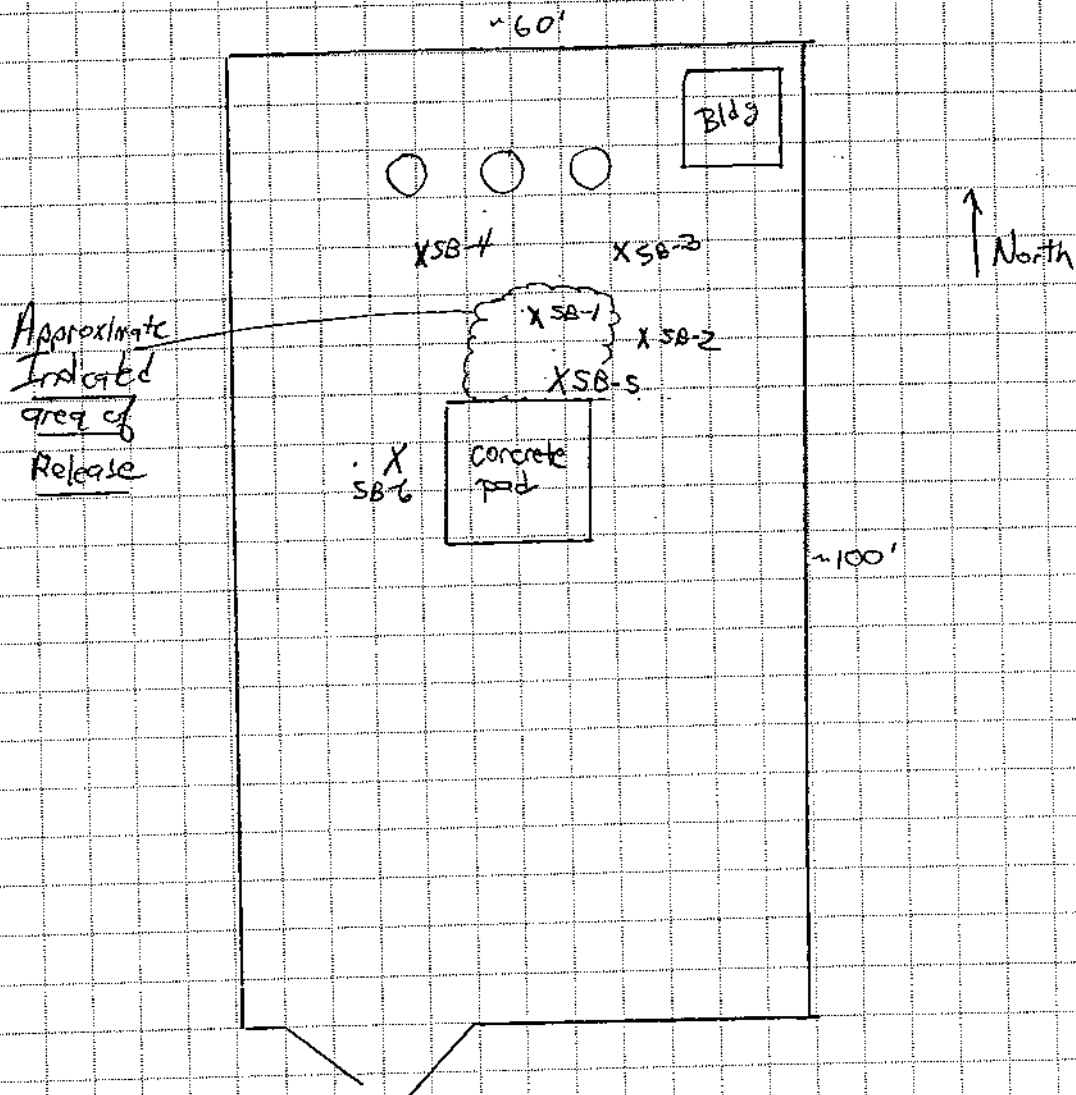 ~60'
Bldg
XSB-4
XSB-3
North
Approximate
Indicated
area of
Release
X SB-1
X SB-2
XSB-5
X
SB-6
concrete
pad
~100'